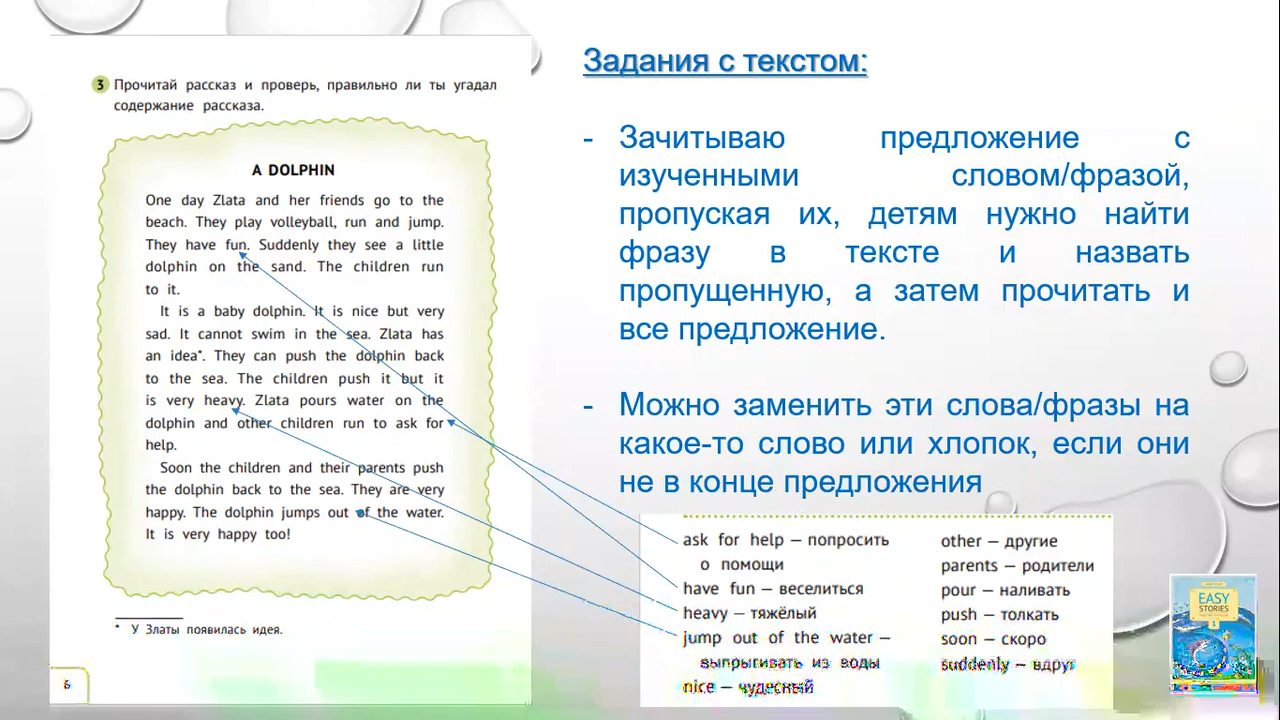 3 Прочитай рассказ и проверь, правильно ли ты угадал
содержание рассказа.
A DOLPHIN
One day Zlata and her friends go to the
beach. They play volleyball, run and jump.
They have fun. Suddenly they see a little
dolphin on the sand. The children run
to it.
It is a baby dolphin. It is nice but very
sad. It cannot swim in the sea. Zlata has
an idea*. They can push the dolphin back
to the sea. The children push it but it
is very heavy. Zlata pours water on the
dolphin and other children run to ask for
help.
Soon the children and their parents push
the dolphin back to the sea. They are very
happy. The dolphin jumps out of the water.
It is very happy too!
* У Златы появилась идея.
6
Задания с текстом:
- Зачитываю предложение с
изученными словом/фразой,
пропуская их, детям нужно найти
фразу в тексте и назвать
пропущенную, а затем прочитать и
все предложение.
- Можно заменить эти слова/фразы на
какое-то слово или хлопок, если они
не в конце предложения
ask for help – попросить
о помощи
have fun – веселиться
heavy – тяжёлый
jump out of the water –
выпрыгивать из воды
nice – чудесный
other – другие
parents – родители
pour – наливать
push – толкать
soon – скоро
suddenly – вдруг
EASY
STORIES